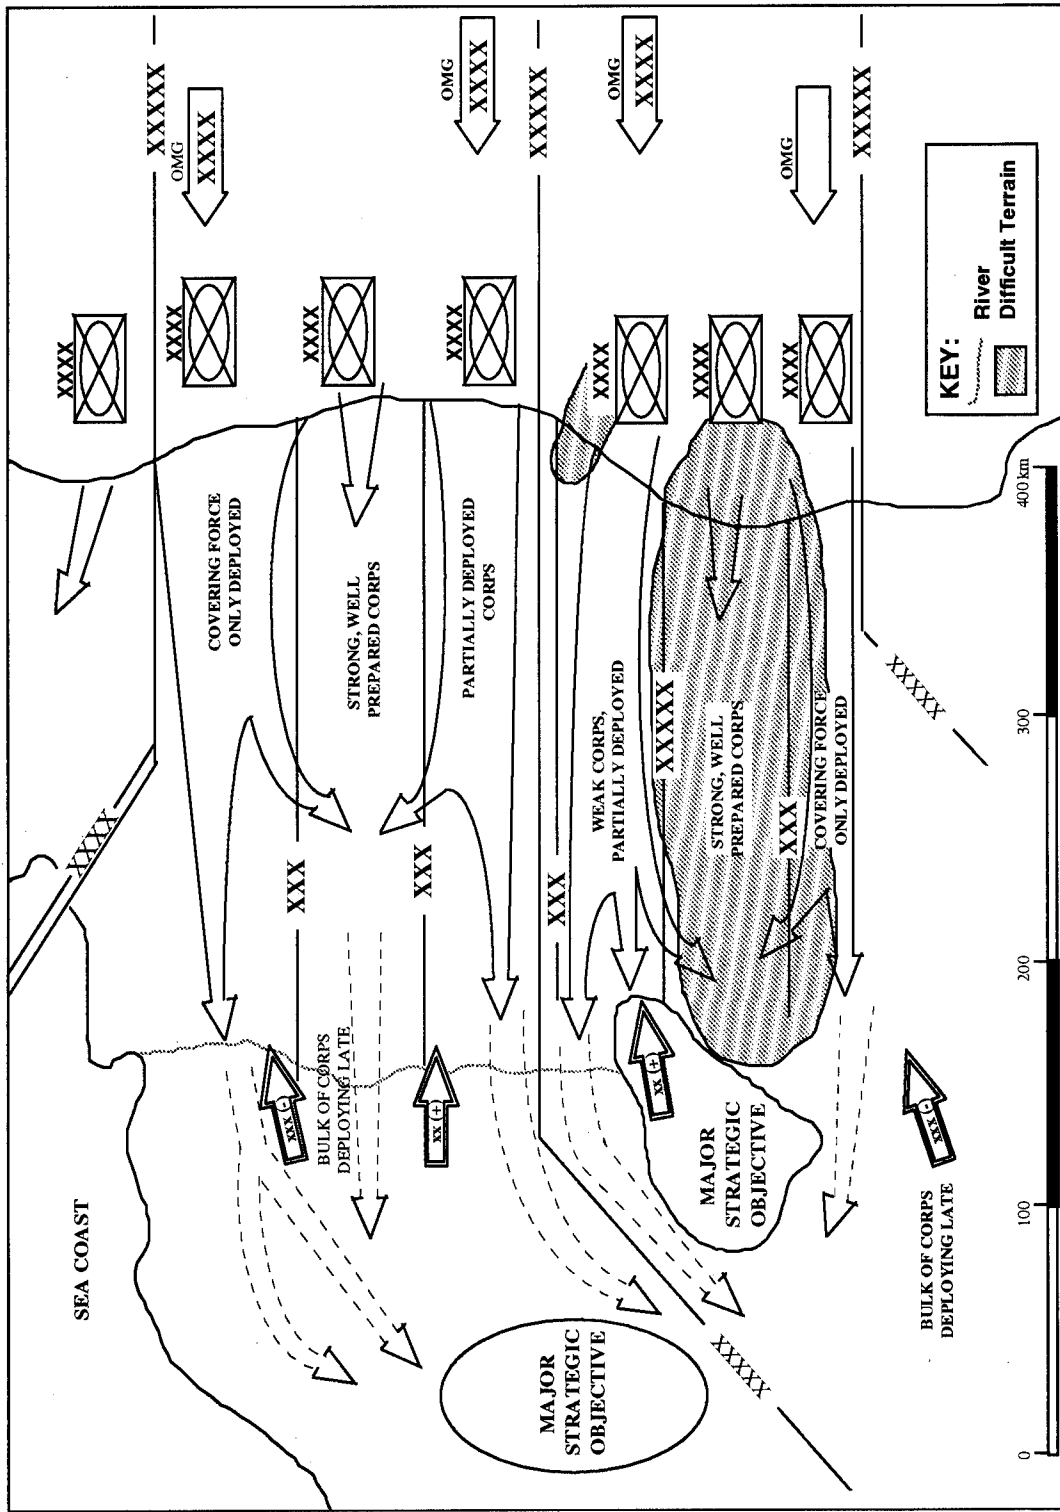 SEA COAST
XXXX
XXXX
XXXXX
OMG
XXXX
XXXX
COVERING FORCE
ONLY DEPLOYED
XXX (-)
XXX
XXXX
BULK OF CORPS
DEPLOYING LATE
STRONG, WELL
PREPARED CORPS
XX (+)
XXX
XXXX
OMG
XXXX
PARTIALLY DEPLOYED
CORPS
XXXXX
MAJOR
STRATEGIC
OBJECTIVE
XXX
XXXX
OMG
XXXX
WEAK CORPS,
PARTIALLY DEPLOYED
XX (+)
XXXXX
XXXX
MAJOR
STRATEGIC
OBJECTIVE
STRONG, WELL
PREPARED CORPS
XXXXX
XXX
XXXX
OMG
COVERING FORCE
ONLY DEPLOYED
XXXXX
XXXXX
XXX (-)
BULK OF CORPS
DEPLOYING LATE
KEY:
River
Difficult Terrain
0
100
200
300
400 km